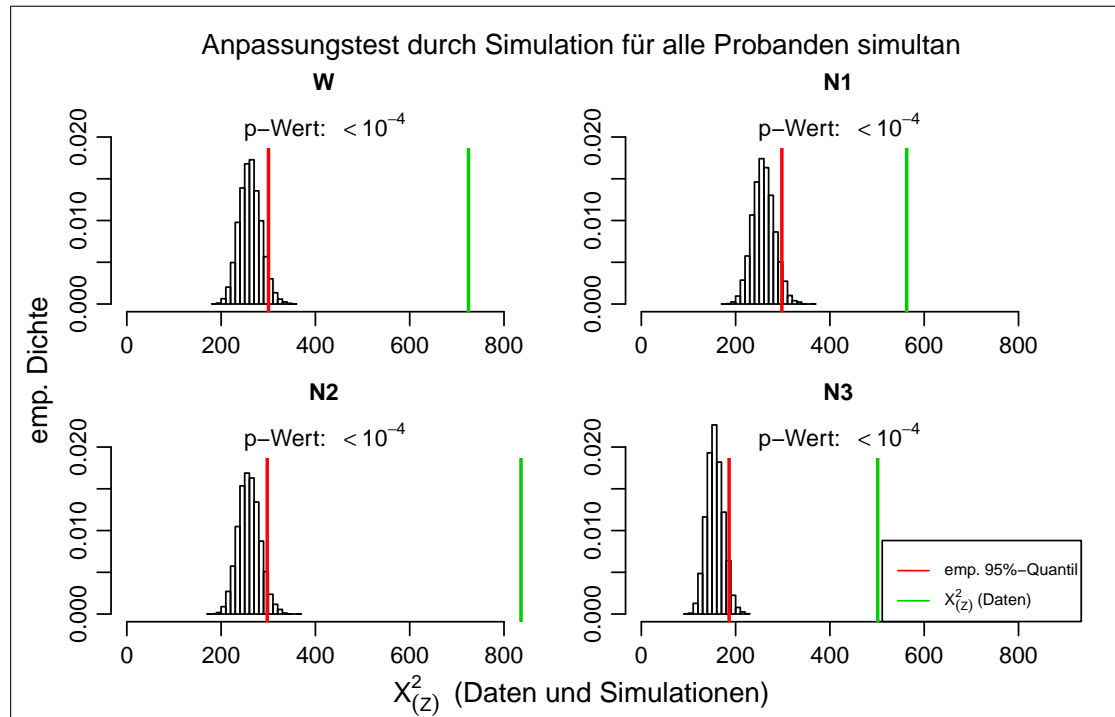 Anpassungstest durch Simulation für alle Probanden simultan
W
p−Wert: < 10⁻⁴
0.000 0.010 0.020
0 200 400 600 800
N1
p−Wert: < 10⁻⁴
0.000 0.010 0.020
0 200 400 600 800
N2
p−Wert: < 10⁻⁴
0.000 0.010 0.020
0 200 400 600 800
N3
p−Wert: < 10⁻⁴
0.000 0.010 0.020
0 200 400 600 800
emp. 95%−Quantil
X²₍Z₎ (Daten)
emp. Dichte
X²₍Z₎ (Daten und Simulationen)